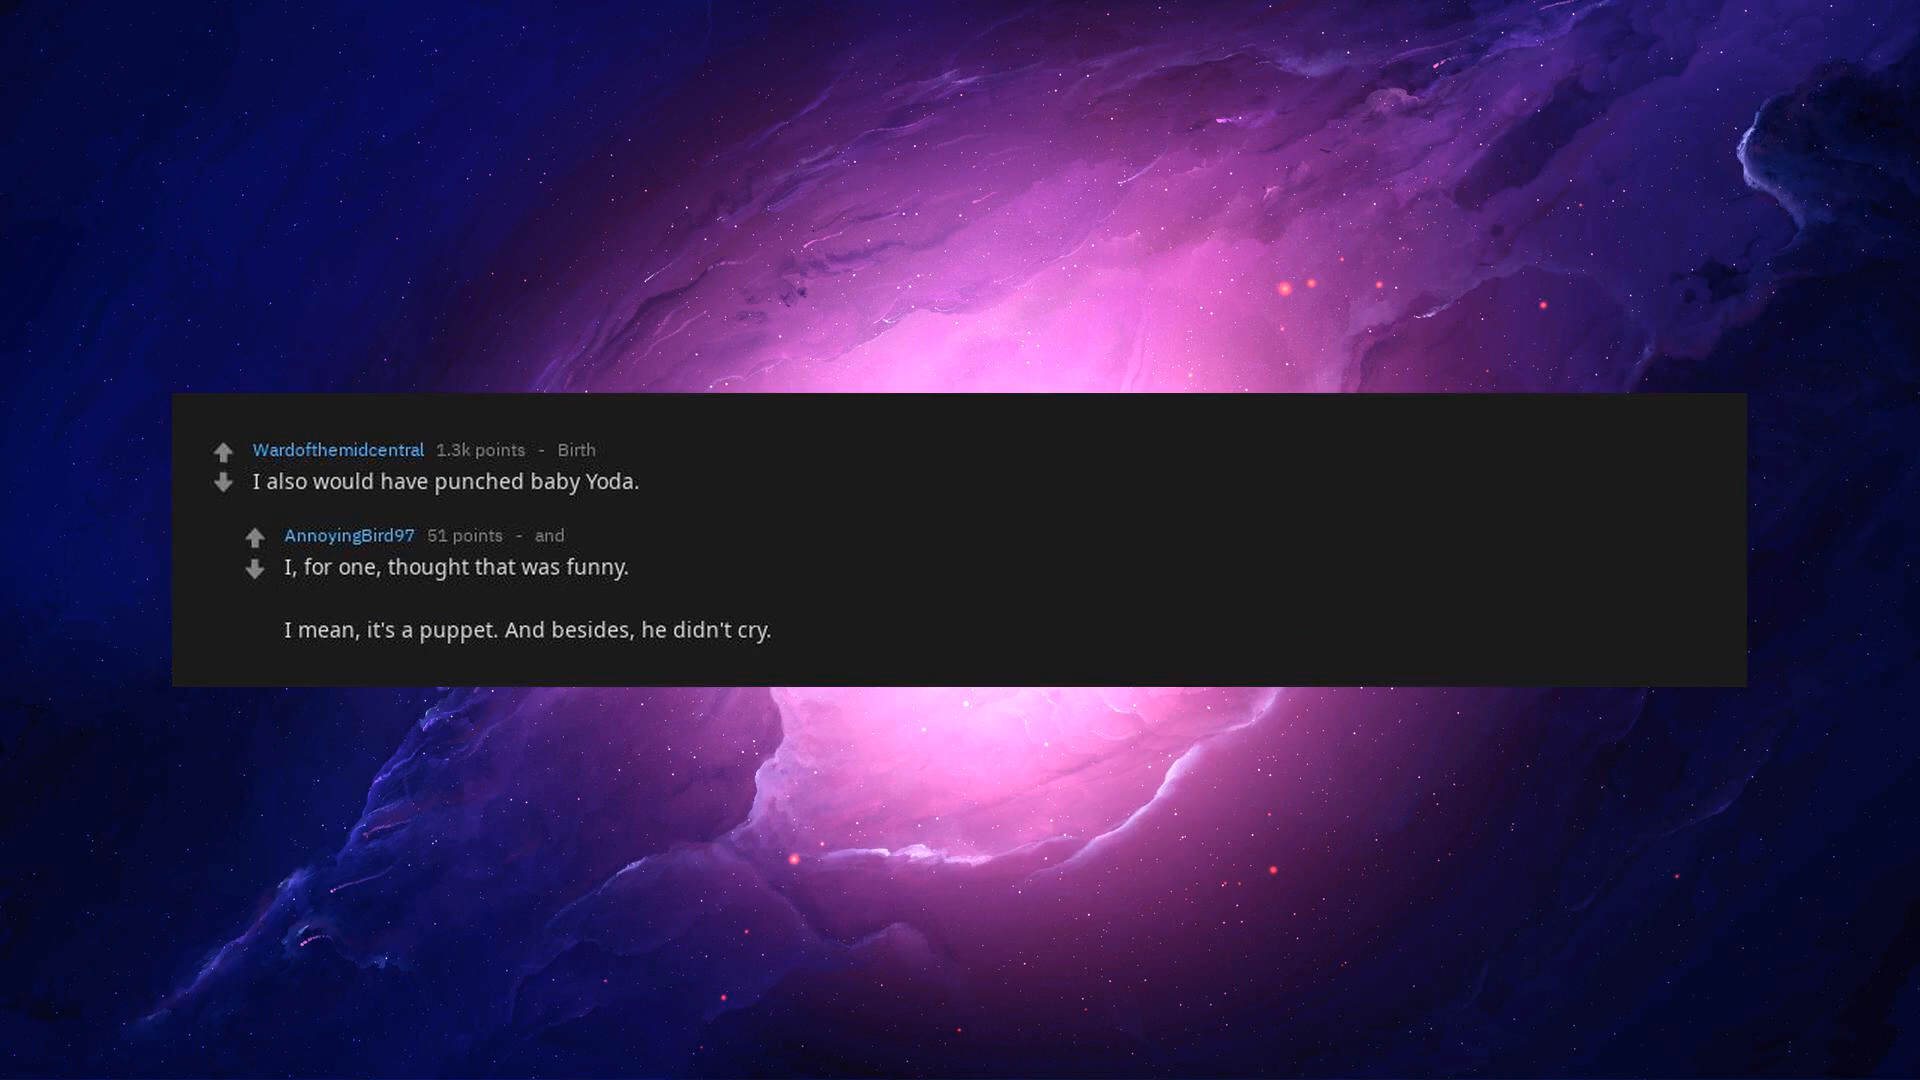 Wardofthemidcentral 1.3k points - Birth
I also would have punched baby Yoda.
AnnoyingBird97 51 points - and
I, for one, thought that was funny.
I mean, it's a puppet. And besides, he didn't cry.